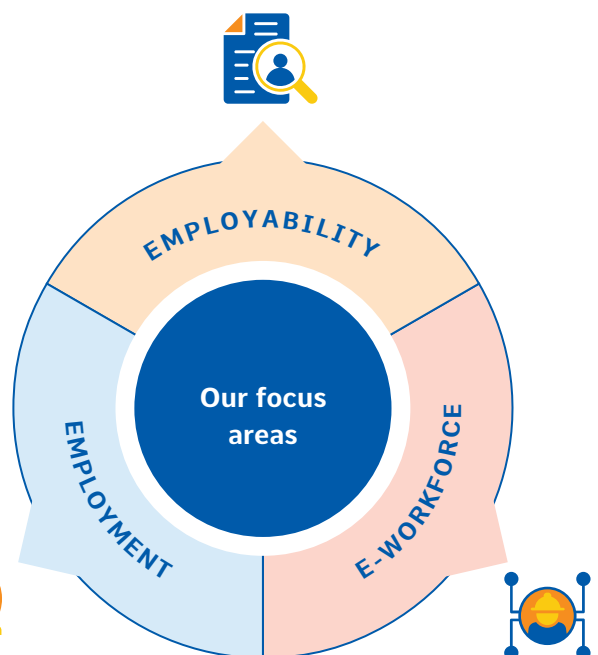 EMPLOYABILITY
Our focus
areas
EMPLOYMENT
E-WORKFORCE